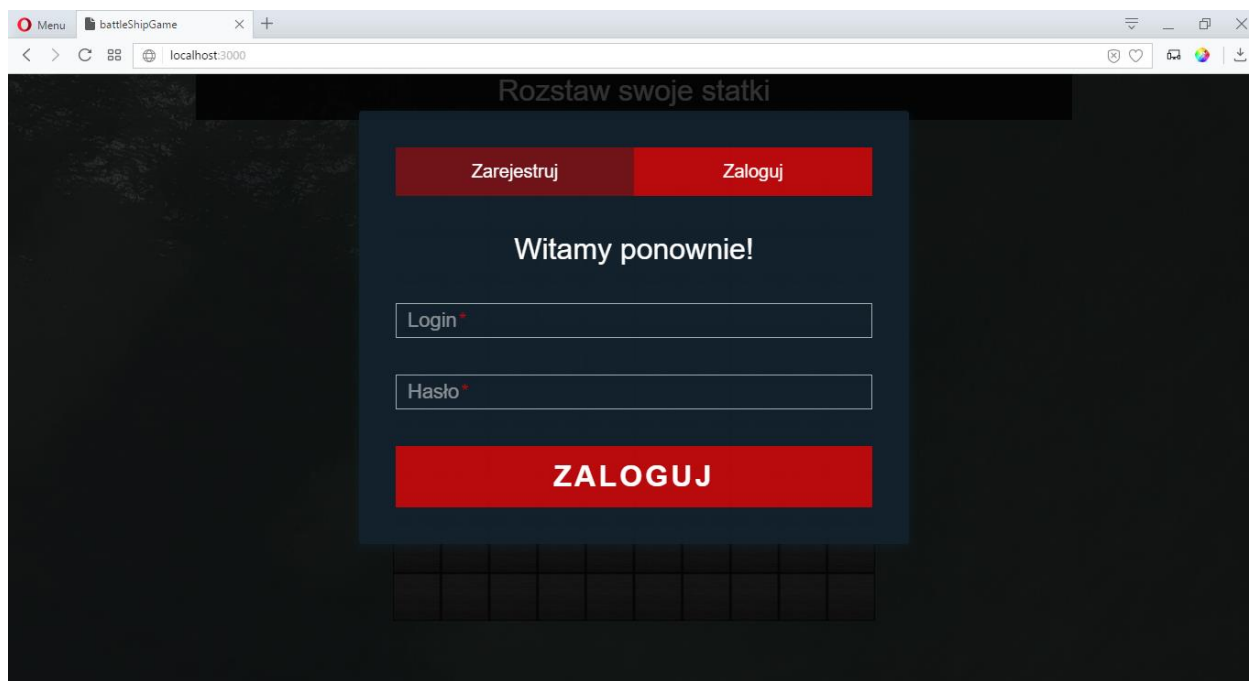 Menu battleShipGame
localhost:3000
Rozstaw swoje statki
Zarejestruj Zaloguj
Witamy ponownie!
Login*
Hasło*
ZALOGUJ